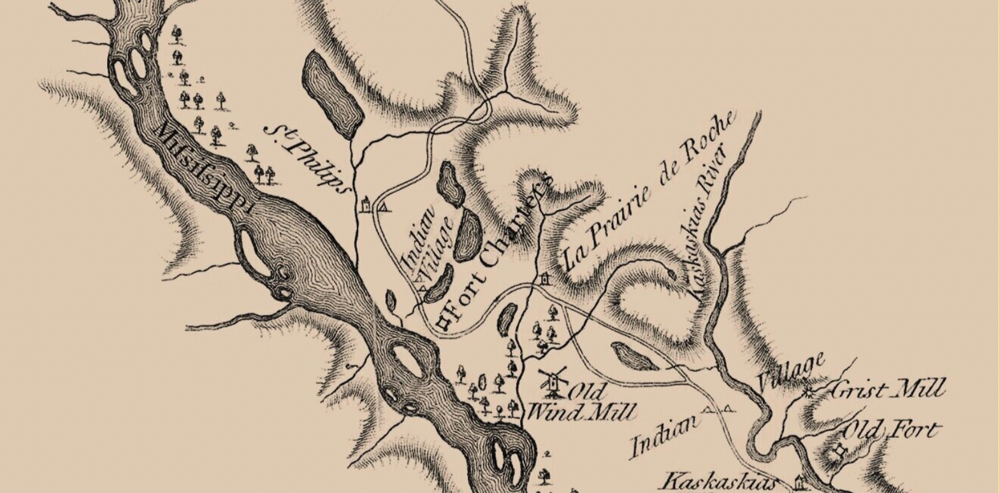 Miſsiſsippi
St. Philips
Indian
Village
Fort Charters
La Prairie de Roche
Kaskaskias River
Old
Wind Mill
Indian Village
Grist Mill
Old Fort
Kaskaskias